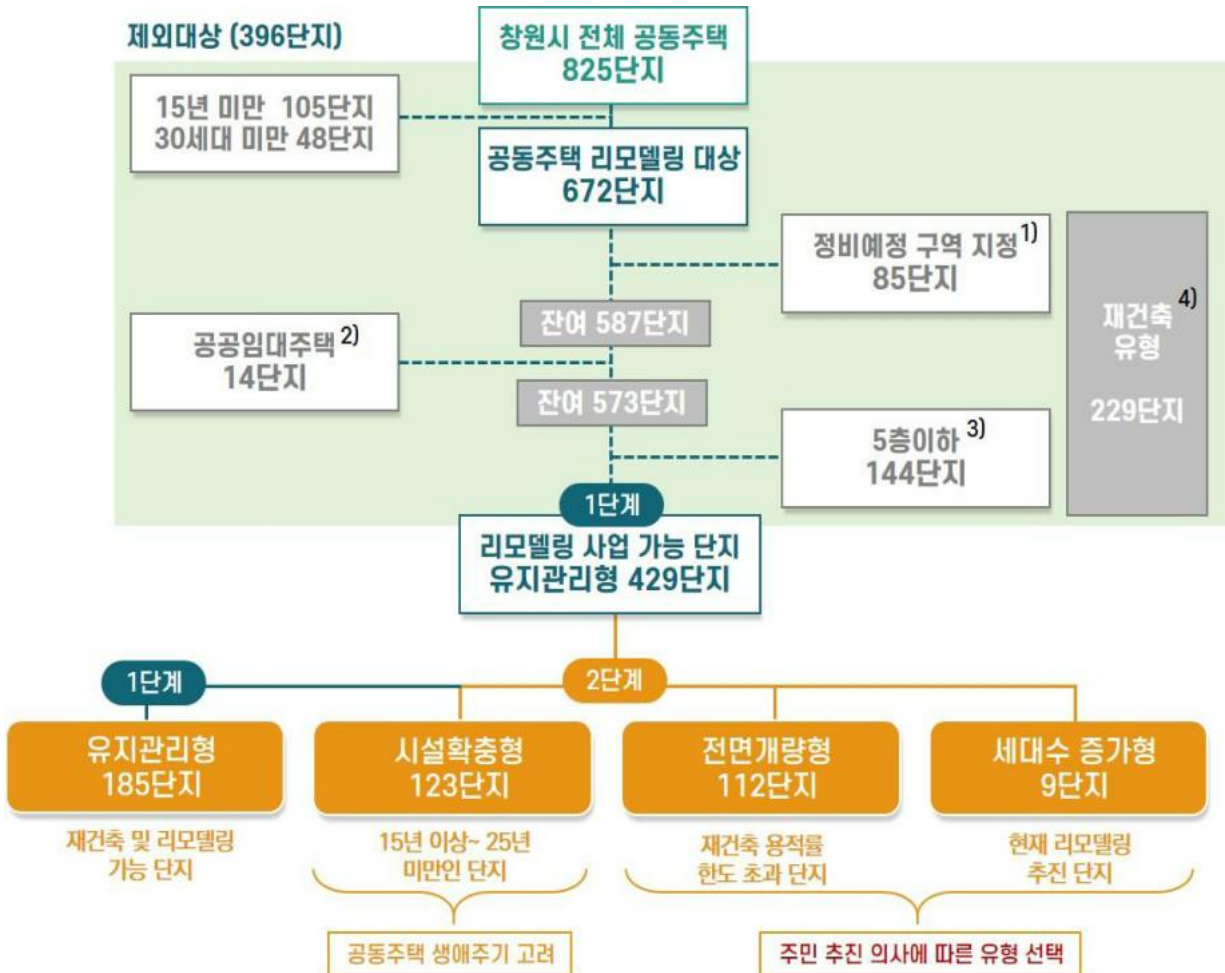 제외대상 (396단지)
창원시 전체 공동주택
825단지
15년 미만 105단지
30세대 미만 48단지
공동주택 리모델링 대상
672단지
정비예정 구역 지정1)
85단지
잔여 587단지
공공임대주택2)
14단지
잔여 573단지
5층이하3)
144단지
재건축4)
유형
229단지
1단계
리모델링 사업 가능 단지
유지관리형 429단지
1단계
2단계
유지관리형
185단지
시설확충형
123단지
전면개량형
112단지
세대수 증가형
9단지
재건축 및 리모델링
가능 단지
15년 이상~ 25년
미만인 단지
재건축 용적률
한도 초과 단지
현재 리모델링
추진 단지
공동주택 생애주기 고려
주민 추진 의사에 따른 유형 선택